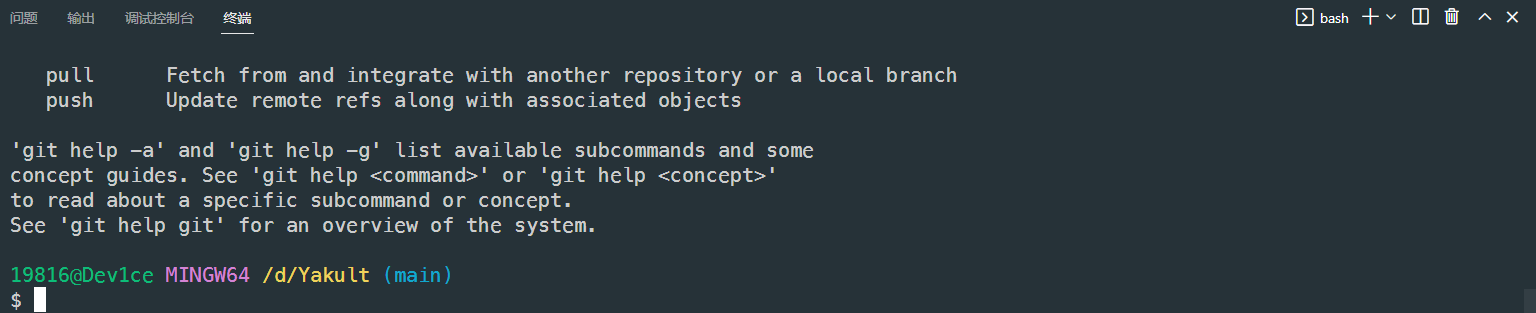 问题 输出 调试控制台 终端 bash
pull Fetch from and integrate with another repository or a local branch
push Update remote refs along with associated objects
'git help -a' and 'git help -g' list available subcommands and some
concept guides. See 'git help <command>' or 'git help <concept>'
to read about a specific subcommand or concept.
See 'git help git' for an overview of the system.
19816@Dev1ce MINGW64 /d/Yakult (main)
$